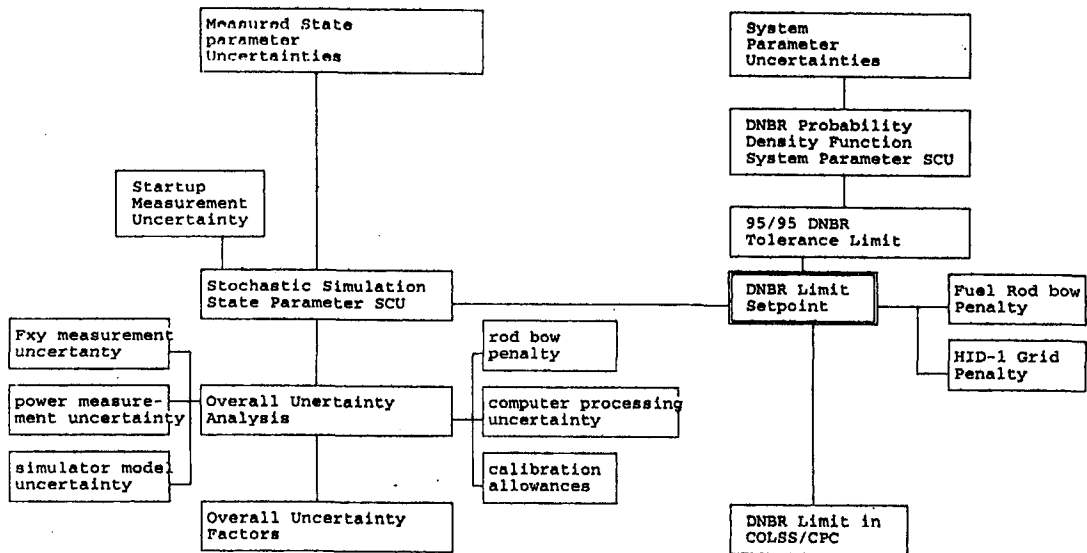 Measured State
parameter
Uncertainties
System
Parameter
Uncertainties
DNBR Probability
Density Function
System Parameter SCU
Startup
Measurement
Uncertainty
95/95 DNBR
Tolerance Limit
Stochastic Simulation
State Parameter SCU
DNBR Limit
Setpoint
Fuel Rod bow
Penalty
HID-1 Grid
Penalty
Fxy measurement
uncertanty
rod bow
penalty
power measure-
ment uncertainty
Overall Unertainty
Analysis
computer processing
uncertainty
simulator model
uncertainty
calibration
allowances
Overall Uncertainty
Factors
DNBR Limit in
COLSS/CPC